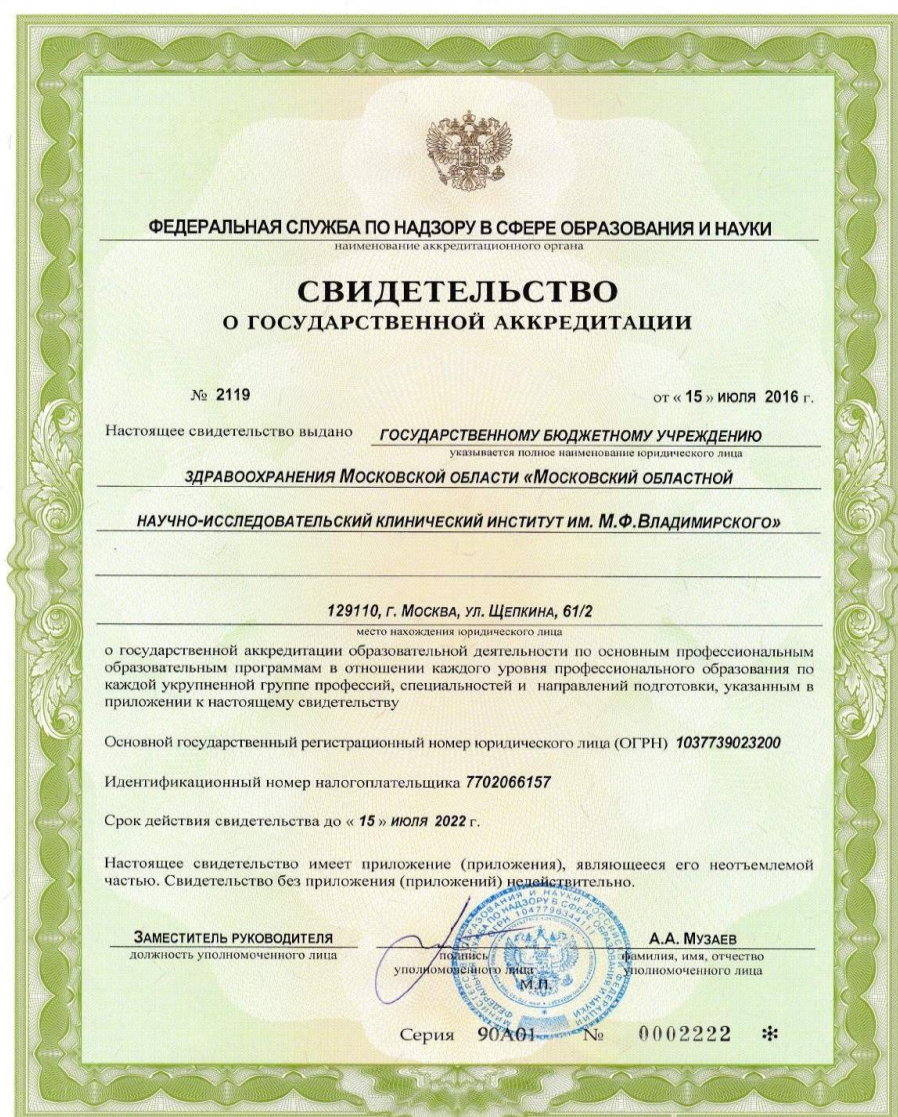 ФЕДЕРАЛЬНАЯ СЛУЖБА ПО НАДЗОРУ В СФЕРЕ ОБРАЗОВАНИЯ И НАУКИ
наименование аккредитационного органа
СВИДЕТЕЛЬСТВО
О ГОСУДАРСТВЕННОЙ АККРЕДИТАЦИИ
№ 2119 от « 15 » ИЮЛЯ 2016 г.
Настоящее свидетельство выдано ГОСУДАРСТВЕННОМУ БЮДЖЕТНОМУ УЧРЕЖДЕНИЮ
указывается полное наименование юридического лица
ЗДРАВООХРАНЕНИЯ МОСКОВСКОЙ ОБЛАСТИ «МОСКОВСКИЙ ОБЛАСТНОЙ
НАУЧНО-ИССЛЕДОВАТЕЛЬСКИЙ КЛИНИЧЕСКИЙ ИНСТИТУТ ИМ. М.Ф.ВЛАДИМИРСКОГО»
129110, Г. МОСКВА, УЛ. ЩЕПКИНА, 61/2
место нахождения юридического лица
о государственной аккредитации образовательной деятельности по основным профессиональным
образовательным программам в отношении каждого уровня профессионального образования по
каждой укрупненной группе профессий, специальностей и направлений подготовки, указанным в
приложении к настоящему свидетельству
Основной государственный регистрационный номер юридического лица (ОГРН) 1037739023200
Идентификационный номер налогоплательщика 7702066157
Срок действия свидетельства до « 15 » ИЮЛЯ 2022 г.
Настоящее свидетельство имеет приложение (приложения), являющееся его неотъемлемой
частью. Свидетельство без приложения (приложений) недействительно.
ЗАМЕСТИТЕЛЬ РУКОВОДИТЕЛЯ А.А. МУЗАЕВ
должность уполномоченного лица подпись фамилия, имя, отчество
уполномоченного лица уполномоченного лица
М.П.
Серия 90А01 № 0002222 ✻